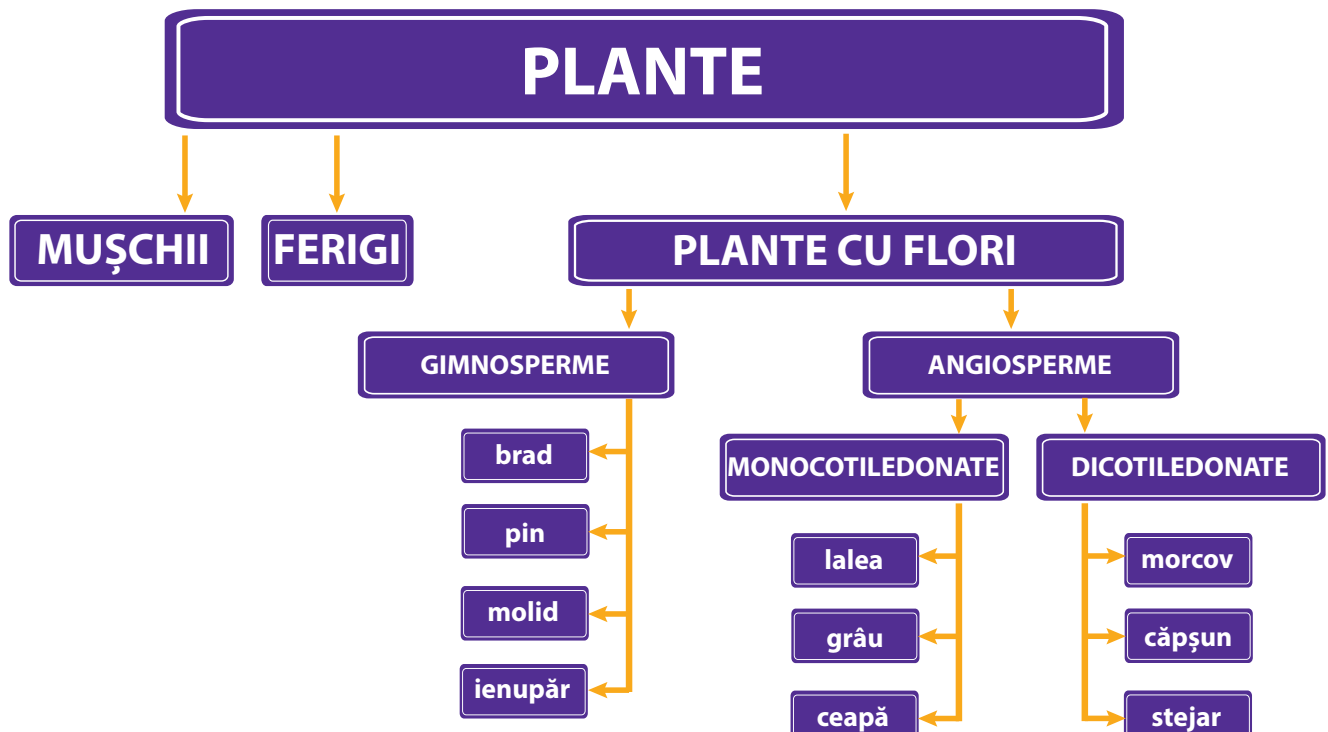 PLANTE
MUȘCHII
FERIGI
PLANTE CU FLORI
GIMNOSPERME
ANGIOSPERME
brad
pin
molid
ienupăr
MONOCOTILEDONATE
DICOTILEDONATE
lalea
grâu
ceapă
morcov
căpșun
stejar